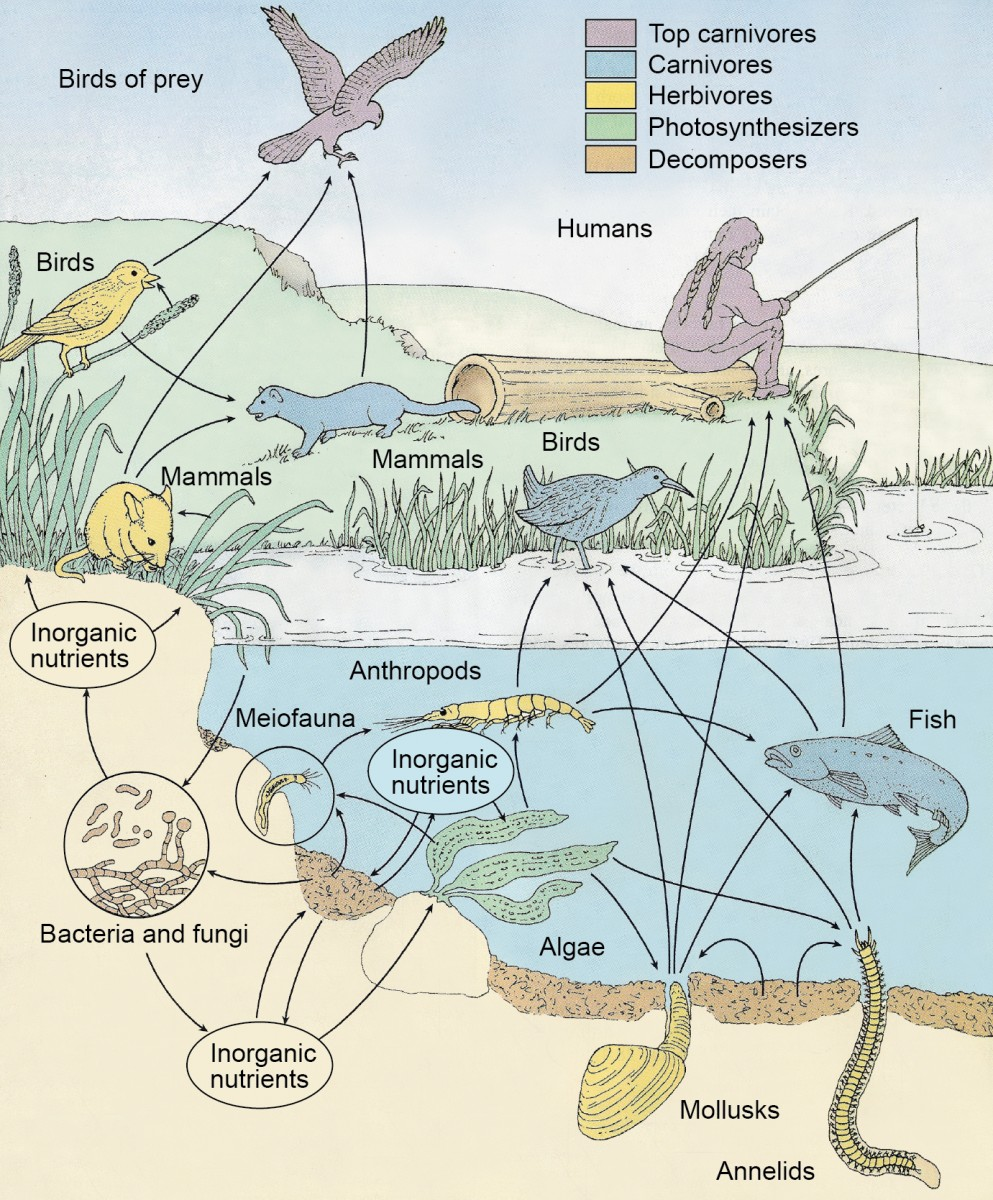 Birds of prey
Top carnivores
Carnivores
Herbivores
Photosynthesizers
Decomposers
Humans
Birds
Birds
Mammals
Mammals
Inorganic
nutrients
Anthropods
Meiofauna
Inorganic
nutrients
Fish
Bacteria and fungi
Algae
Inorganic
nutrients
Mollusks
Annelids